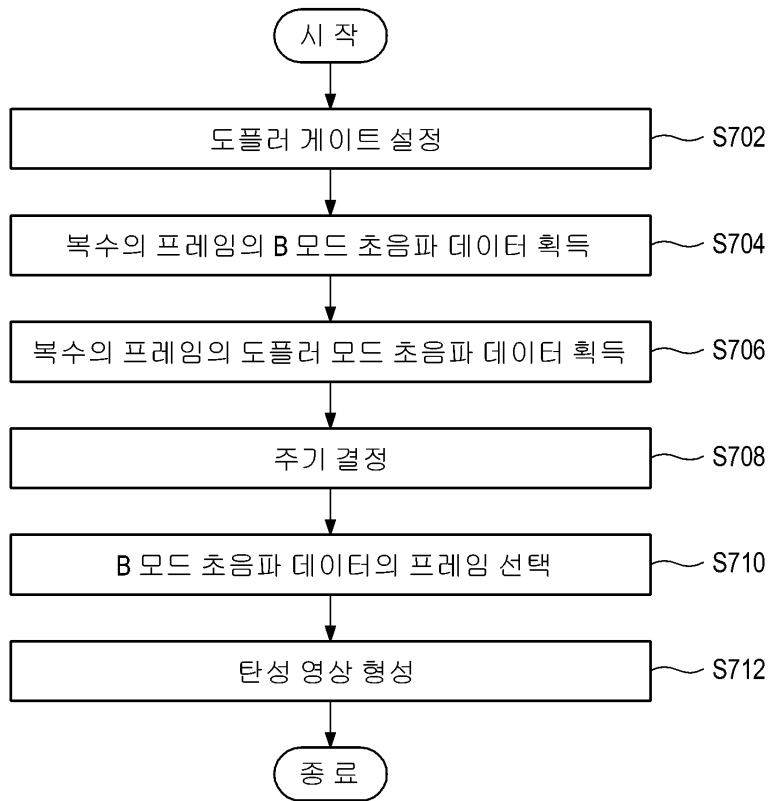 시 작
도플러 게이트 설정
S702
복수의 프레임의 B 모드 초음파 데이터 획득
S704
복수의 프레임의 도플러 모드 초음파 데이터 획득
S706
주기 결정
S708
B 모드 초음파 데이터의 프레임 선택
S710
탄성 영상 형성
S712
종 료